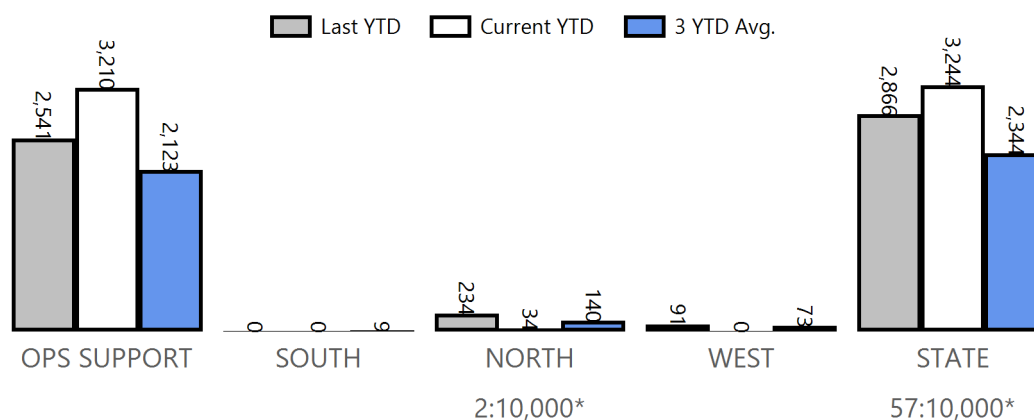 Last YTD Current YTD 3 YTD Avg.
2,541 3,210 2,123 0 0 9 234 34 140 91 0 73 2,866 3,244 2,344
OPS SUPPORT SOUTH NORTH WEST STATE
2:10,000* 57:10,000*